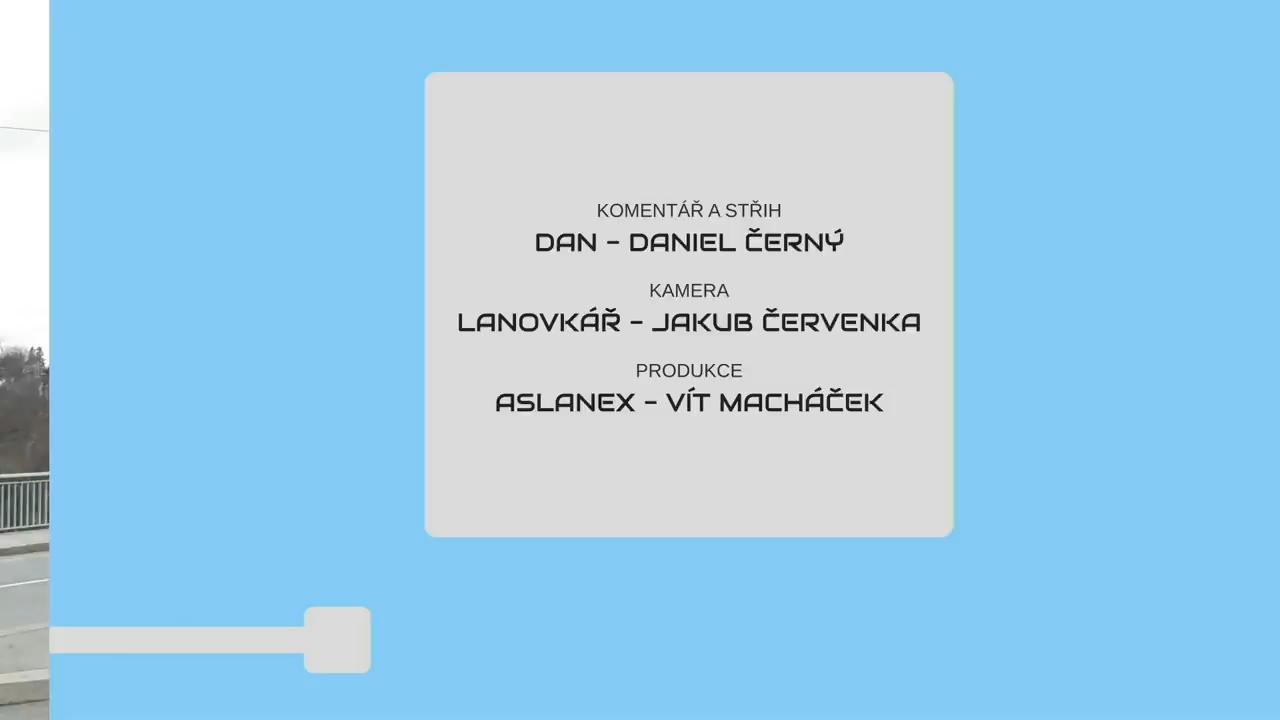 KOMENTÁŘ A STŘIH
DAN - DANIEL ČERNÝ
KAMERA
LANOVKÁŘ - JAKUB ČERVENKA
PRODUKCE
ASLANEX - VÍT MACHÁČEK